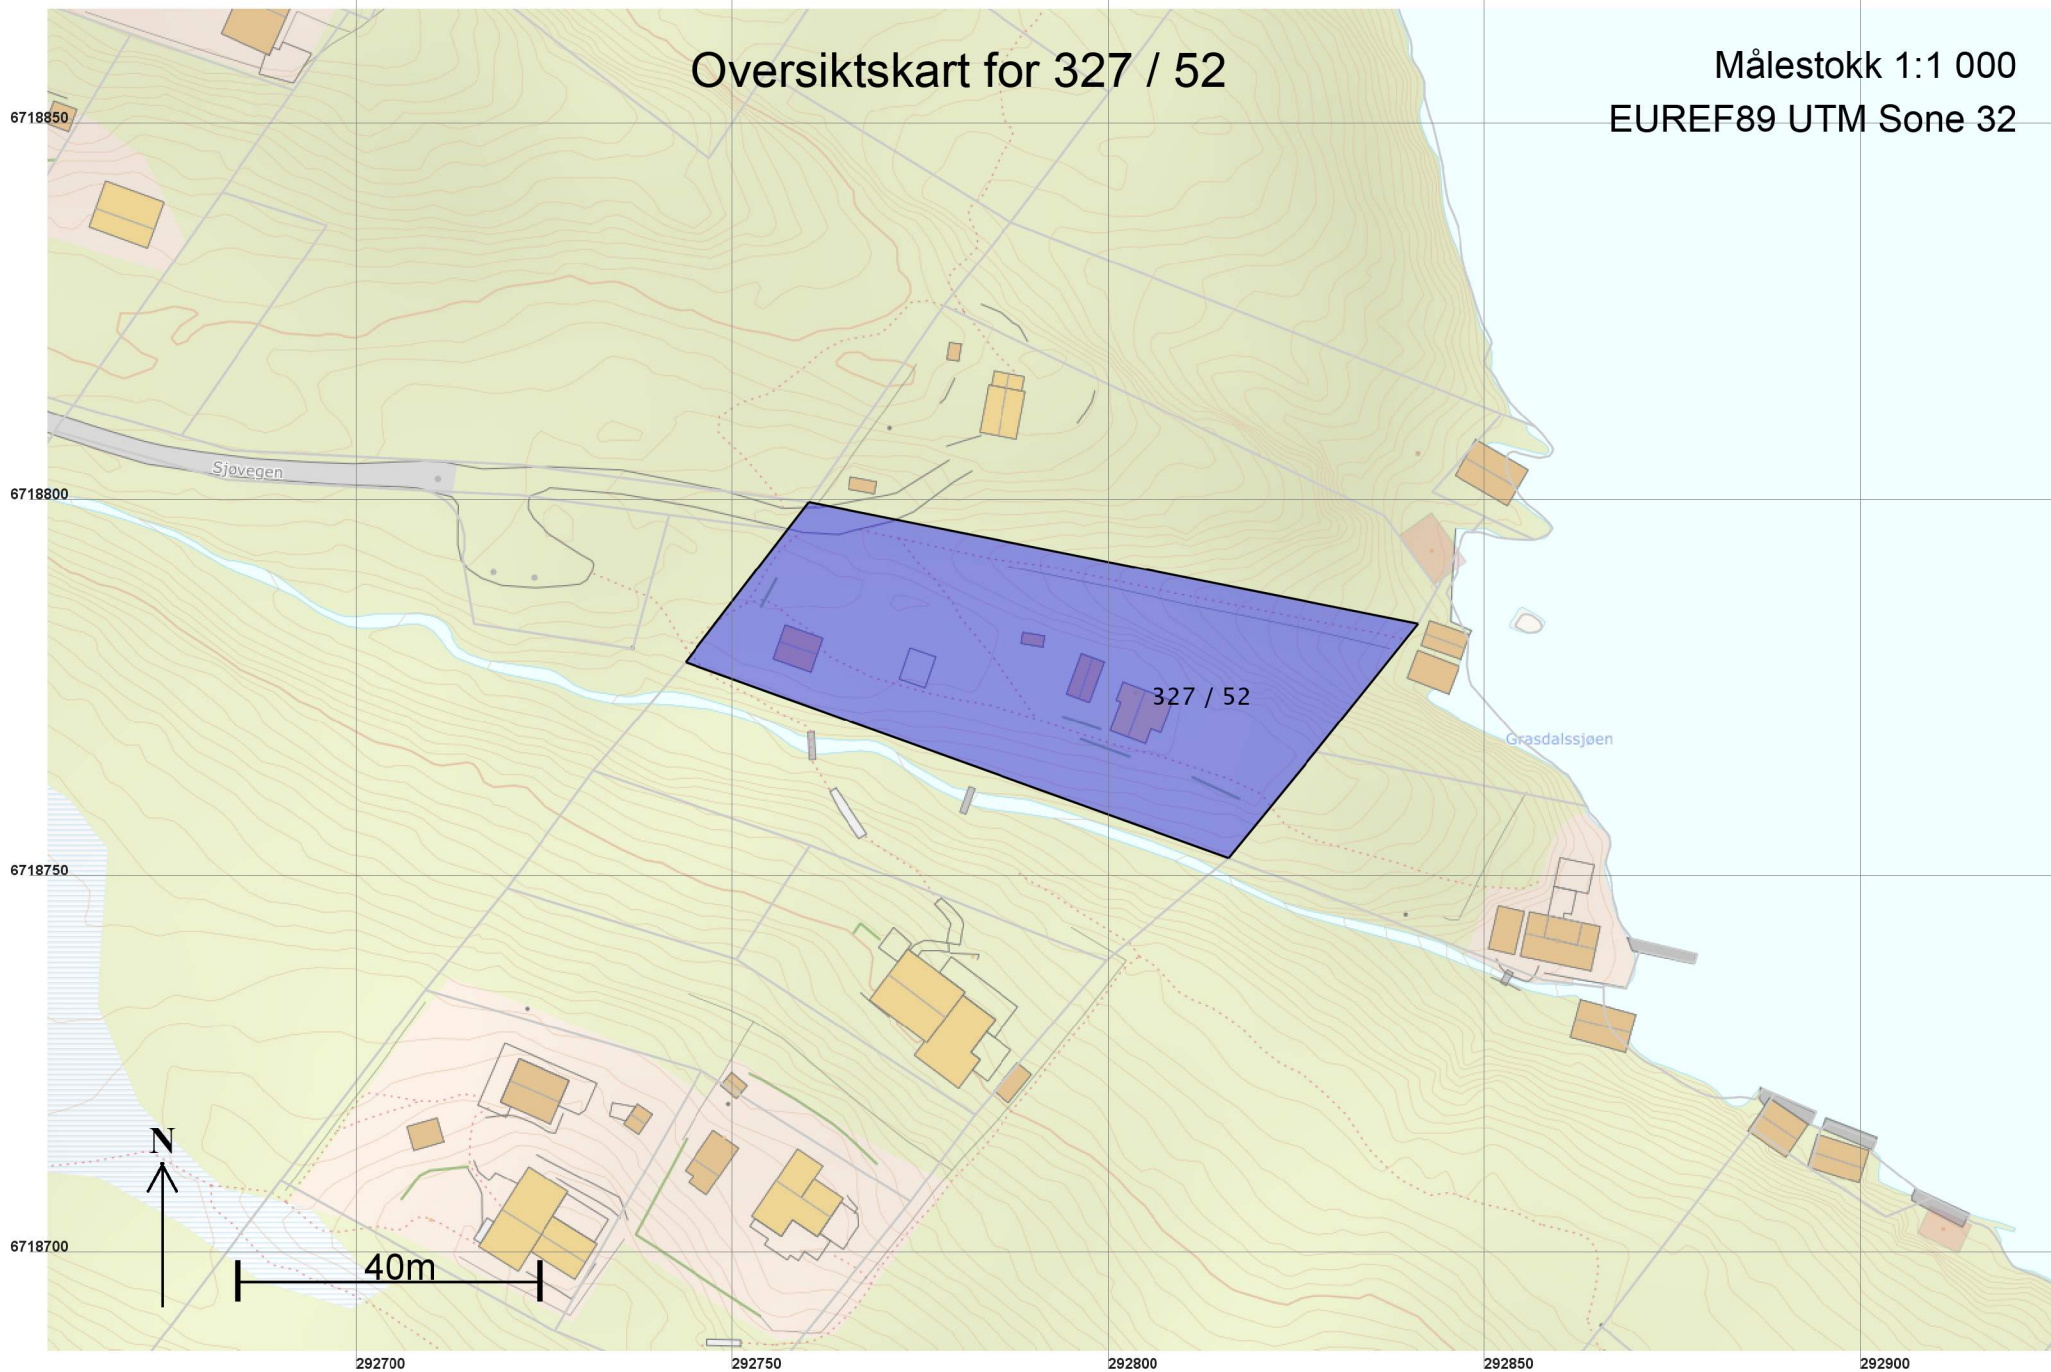 Oversiktskart for 327 / 52
Målestokk 1:1 000
EUREF89 UTM Sone 32
6718850
Sjøvegen
6718800
327 / 52
Grasdalssjøen
6718750
N
6718700
40m
292700
292750
292800
292850
292900